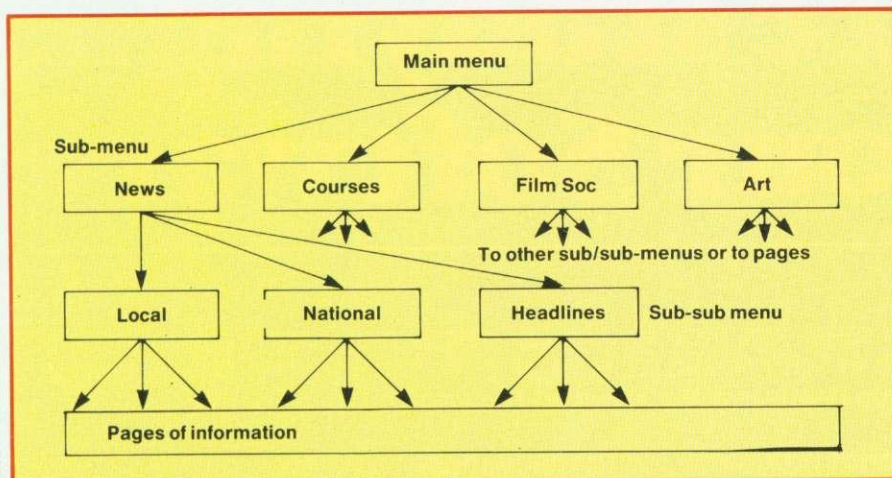 Main menu
Sub-menu
News
Courses
Film Soc
Art
To other sub/sub-menus or to pages
Local
National
Headlines
Sub-sub menu
Pages of information